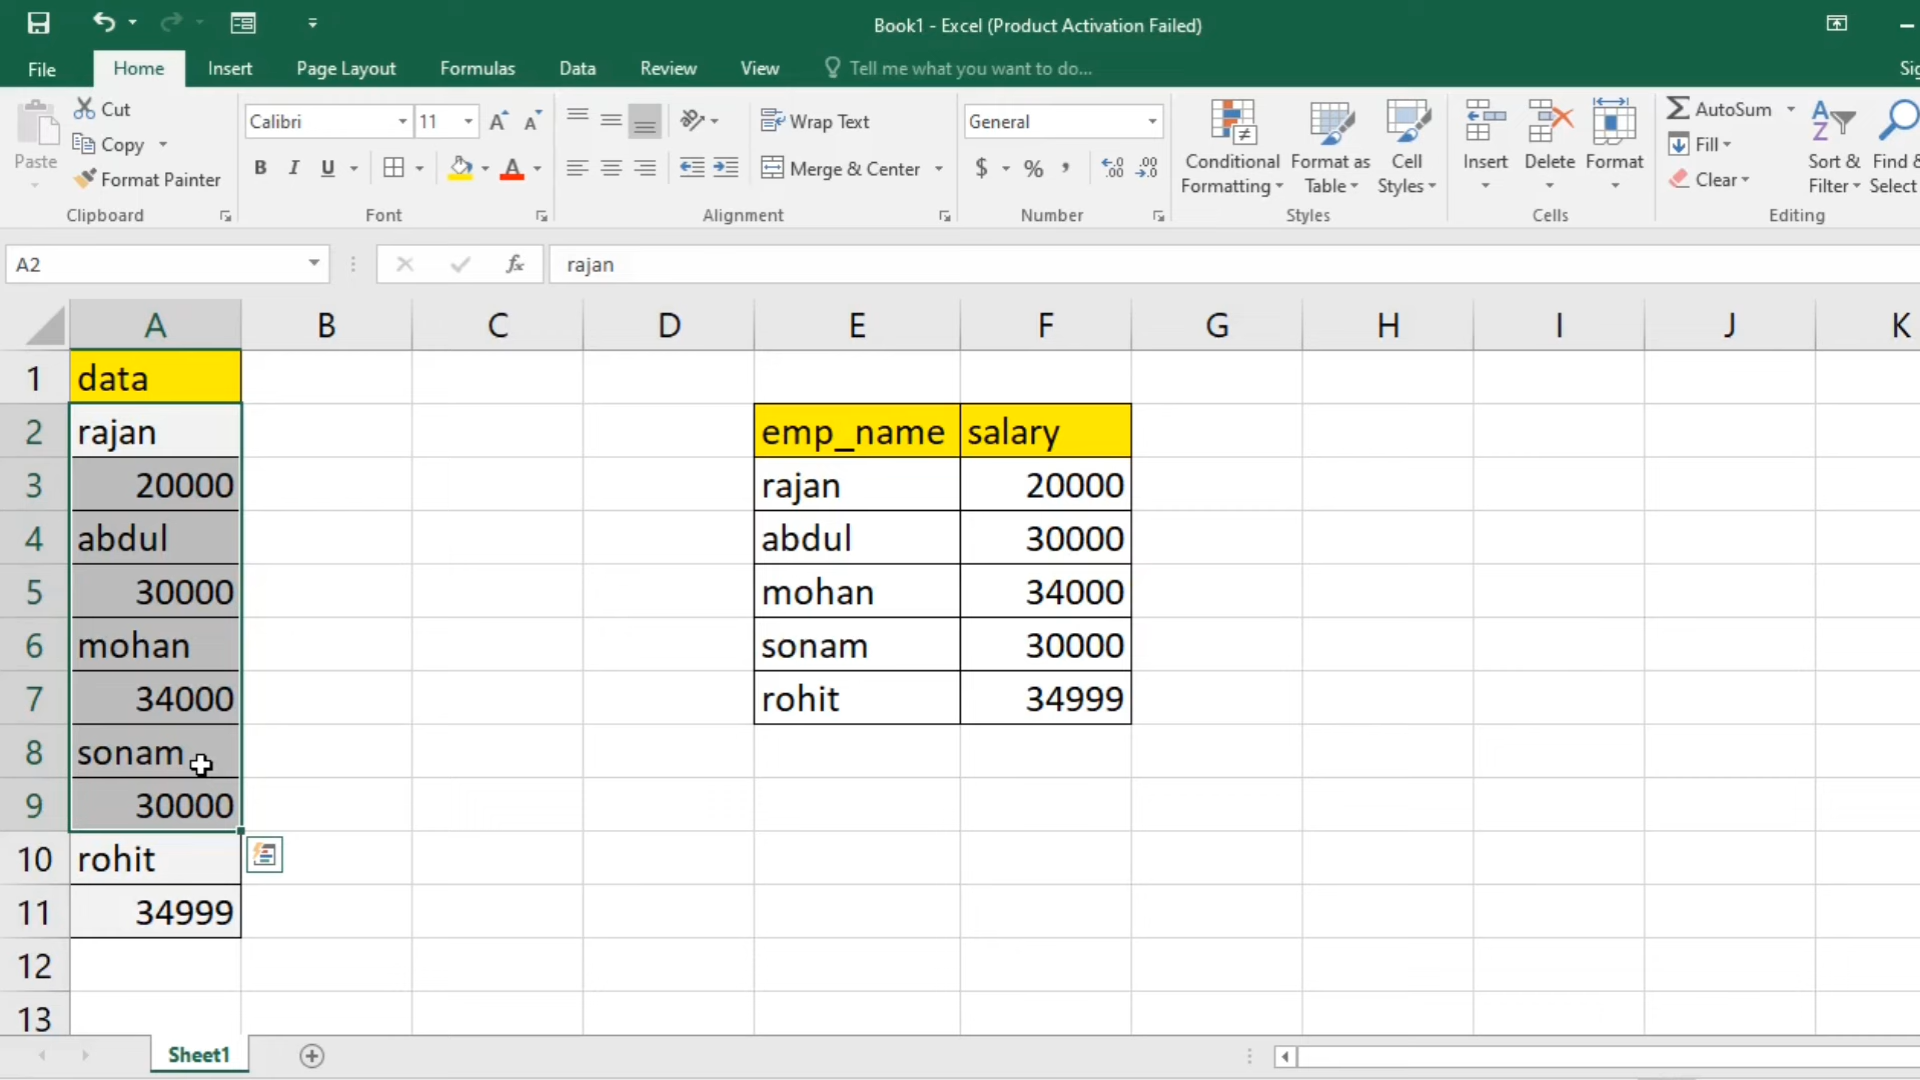 Book1 - Excel (Product Activation Failed)
File Home Insert Page Layout Formulas Data Review View Tell me what you want to do...
Paste Cut Copy Format Painter Clipboard
Calibri 11 B I U A A A Font
Wrap Text Merge & Center Alignment
General $ % , .0 .00 .00 .0 Number
Conditional Formatting Format as Table Cell Styles Styles
Insert Delete Format Cells
AutoSum Fill Clear Sort & Filter Find & Select Editing
A2 fx rajan
A B C D E F G H I J K
1 data
2 rajan emp_name salary
3 20000 rajan 20000
4 abdul abdul 30000
5 30000 mohan 34000
6 mohan sonam 30000
7 34000 rohit 34999
8 sonam
9 30000
10 rohit
11 34999
12
13
Sheet1